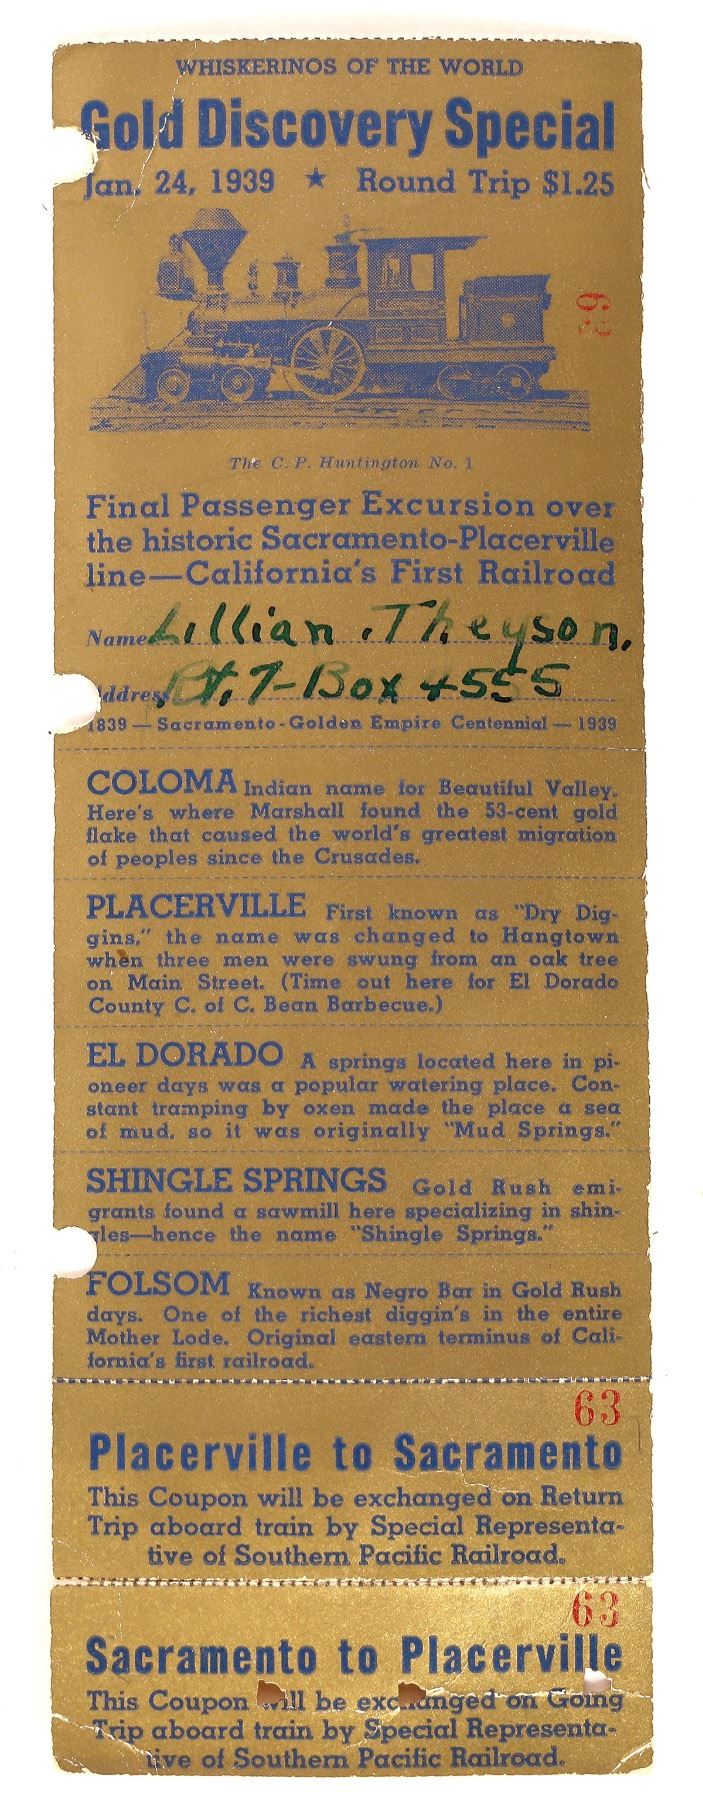 WHISKERINOS OF THE WORLD
Gold Discovery Special
Jan. 24, 1939 ★ Round Trip $1.25
63
The C. P. Huntington No. 1
Final Passenger Excursion over
the historic Sacramento-Placerville
line—California's First Railroad
Name Lillian . Theyson.
Address Rt. 7-Box 4555
1839 — Sacramento-Golden Empire Centennial — 1939
COLOMA Indian name for Beautiful Valley.
Here's where Marshall found the 53-cent gold
flake that caused the world's greatest migration
of peoples since the Crusades.
PLACERVILLE First known as "Dry Dig-
gins," the name was changed to Hangtown
when three men were swung from an oak tree
on Main Street. (Time out here for El Dorado
County C. of C. Bean Barbecue.)
EL DORADO A springs located here in pi-
oneer days was a popular watering place. Con-
stant tramping by oxen made the place a sea
of mud, so it was originally "Mud Springs."
SHINGLE SPRINGS Gold Rush emi-
grants found a sawmill here specializing in shin-
gles—hence the name "Shingle Springs."
FOLSOM Known as Negro Bar in Gold Rush
days. One of the richest diggin's in the entire
Mother Lode. Original eastern terminus of Cali-
fornia's first railroad.
63
Placerville to Sacramento
This Coupon will be exchanged on Return
Trip aboard train by Special Representa-
tive of Southern Pacific Railroad.
63
Sacramento to Placerville
This Coupon will be exchanged on Going
Trip aboard train by Special Representa-
tive of Southern Pacific Railroad.